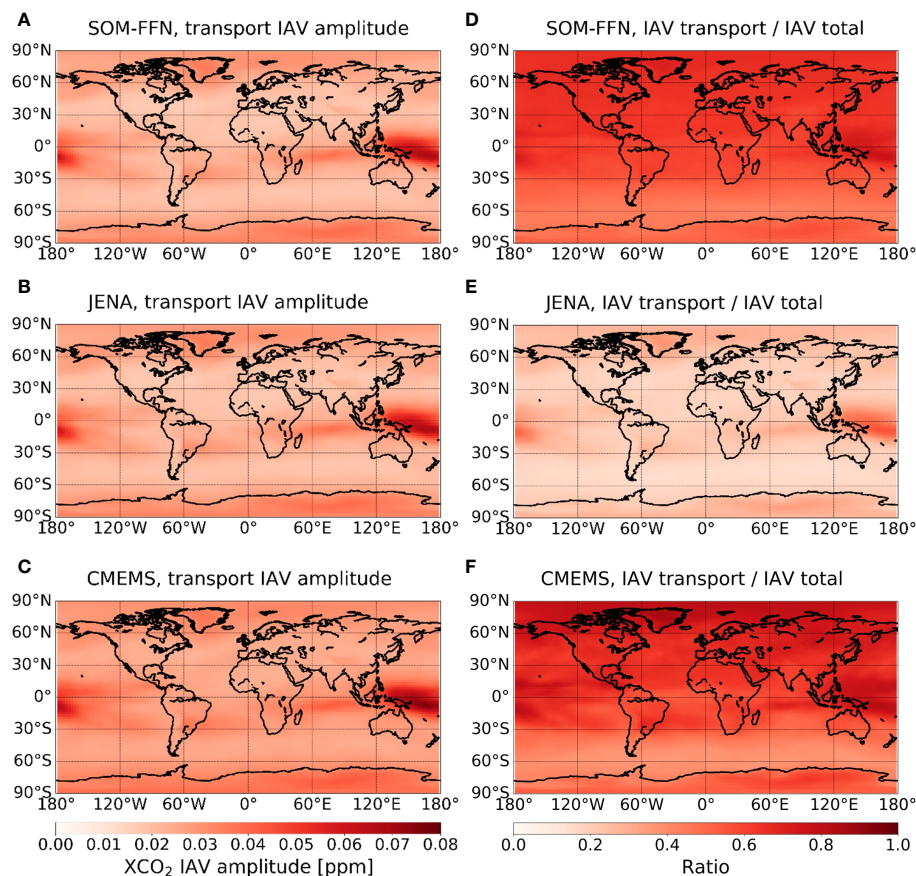 A
SOM-FFN, transport IAV amplitude
90°N
60°N
30°N
0°
30°S
60°S
90°S
180° 120°W 60°W 0° 60°E 120°E 180°
D
SOM-FFN, IAV transport / IAV total
90°N
60°N
30°N
0°
30°S
60°S
90°S
180° 120°W 60°W 0° 60°E 120°E 180°
B
JENA, transport IAV amplitude
90°N
60°N
30°N
0°
30°S
60°S
90°S
180° 120°W 60°W 0° 60°E 120°E 180°
E
JENA, IAV transport / IAV total
90°N
60°N
30°N
0°
30°S
60°S
90°S
180° 120°W 60°W 0° 60°E 120°E 180°
C
CMEMS, transport IAV amplitude
90°N
60°N
30°N
0°
30°S
60°S
90°S
180° 120°W 60°W 0° 60°E 120°E 180°
0.00 0.01 0.02 0.03 0.04 0.05 0.06 0.07 0.08
XCO₂ IAV amplitude [ppm]
F
CMEMS, IAV transport / IAV total
90°N
60°N
30°N
0°
30°S
60°S
90°S
180° 120°W 60°W 0° 60°E 120°E 180°
0.0 0.2 0.4 0.6 0.8 1.0
Ratio